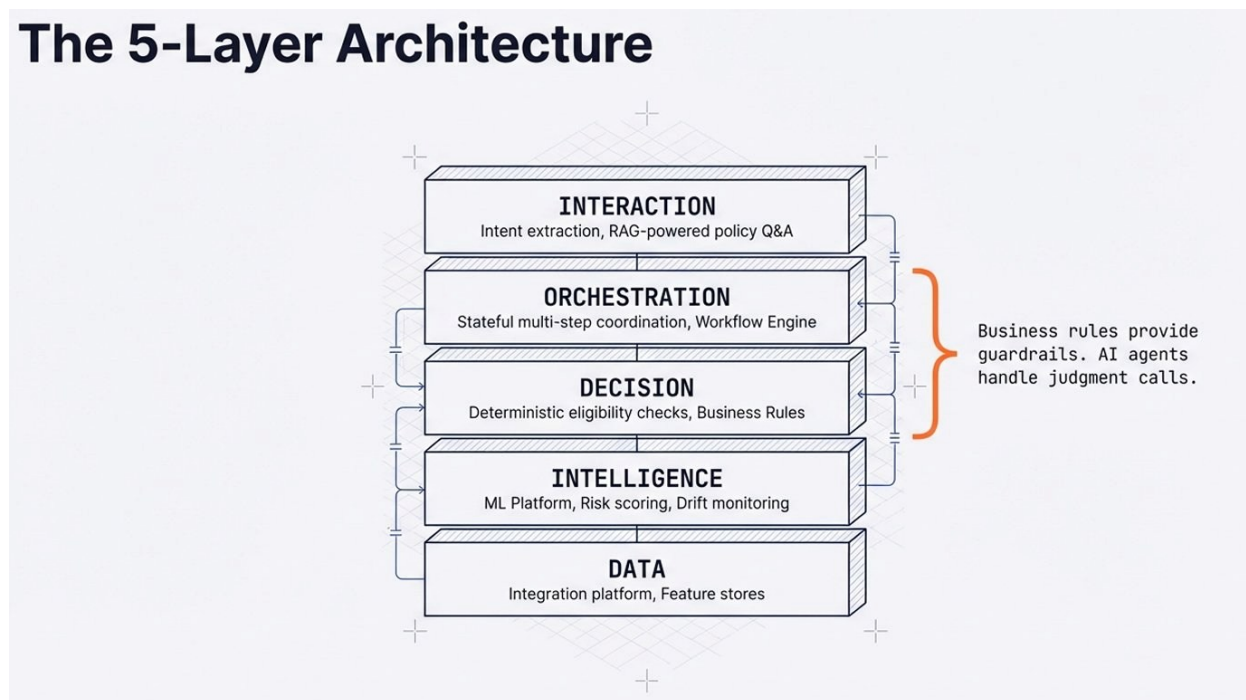 The 5-Layer Architecture
INTERACTION
Intent extraction, RAG-powered policy Q&A
ORCHESTRATION
Stateful multi-step coordination, Workflow Engine
DECISION
Deterministic eligibility checks, Business Rules
INTELLIGENCE
ML Platform, Risk scoring, Drift monitoring
DATA
Integration platform, Feature stores
Business rules provide
guardrails. AI agents
handle judgment calls.